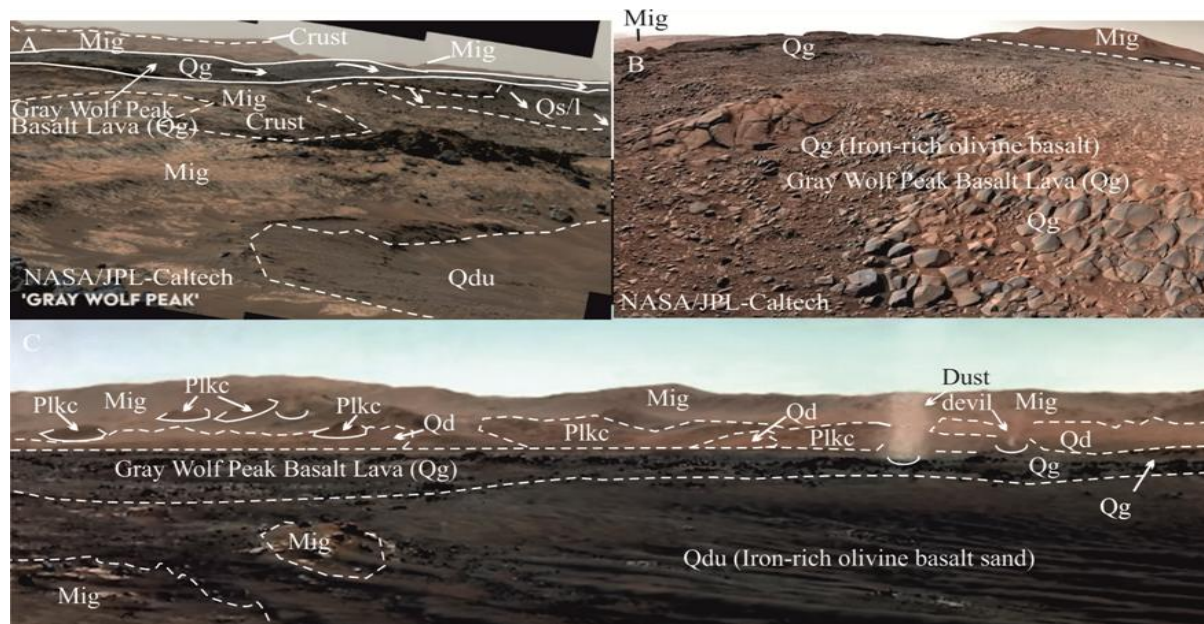 A
Mig
Crust
Mig
Qg
Gray Wolf Peak
Basalt Lava (Qg)
Mig
Crust
Qs/l
Mig
Qdu
NASA/JPL-Caltech
'GRAY WOLF PEAK'
Mig
B
Qg
Mig
Qg (Iron-rich olivine basalt)
Gray Wolf Peak Basalt Lava (Qg)
Qg
NASA/JPL-Caltech
C
Plkc
Mig
Plkc
Plkc
Qd
Mig
Plkc
Qd
Plkc
Dust
devil
Mig
Qd
Gray Wolf Peak Basalt Lava (Qg)
Qg
Qg
Mig
Qdu (Iron-rich olivine basalt sand)
Mig